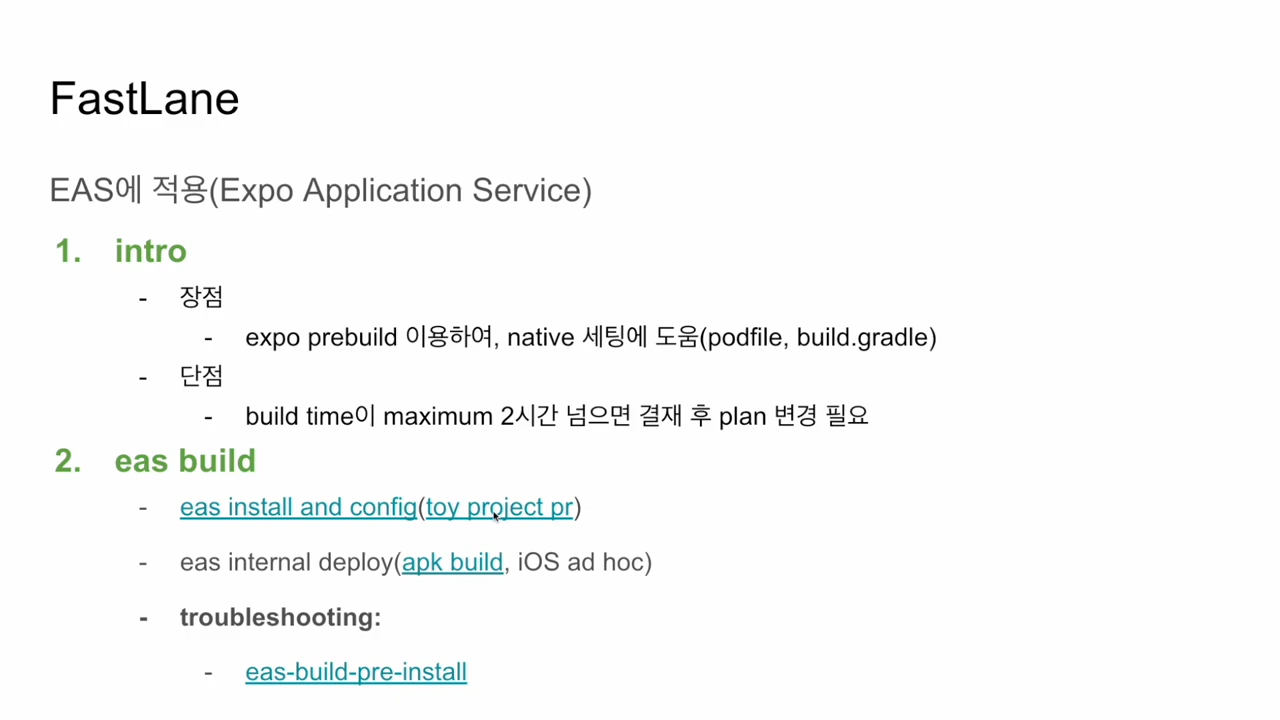 FastLane
EAS에 적용(Expo Application Service)
1. intro
- 장점
- expo prebuild 이용하여, native 세팅에 도움(podfile, build.gradle)
- 단점
- build time이 maximum 2시간 넘으면 결재 후 plan 변경 필요
2. eas build
- eas install and config(toy project pr)
- eas internal deploy(apk build, iOS ad hoc)
- troubleshooting:
- eas-build-pre-install